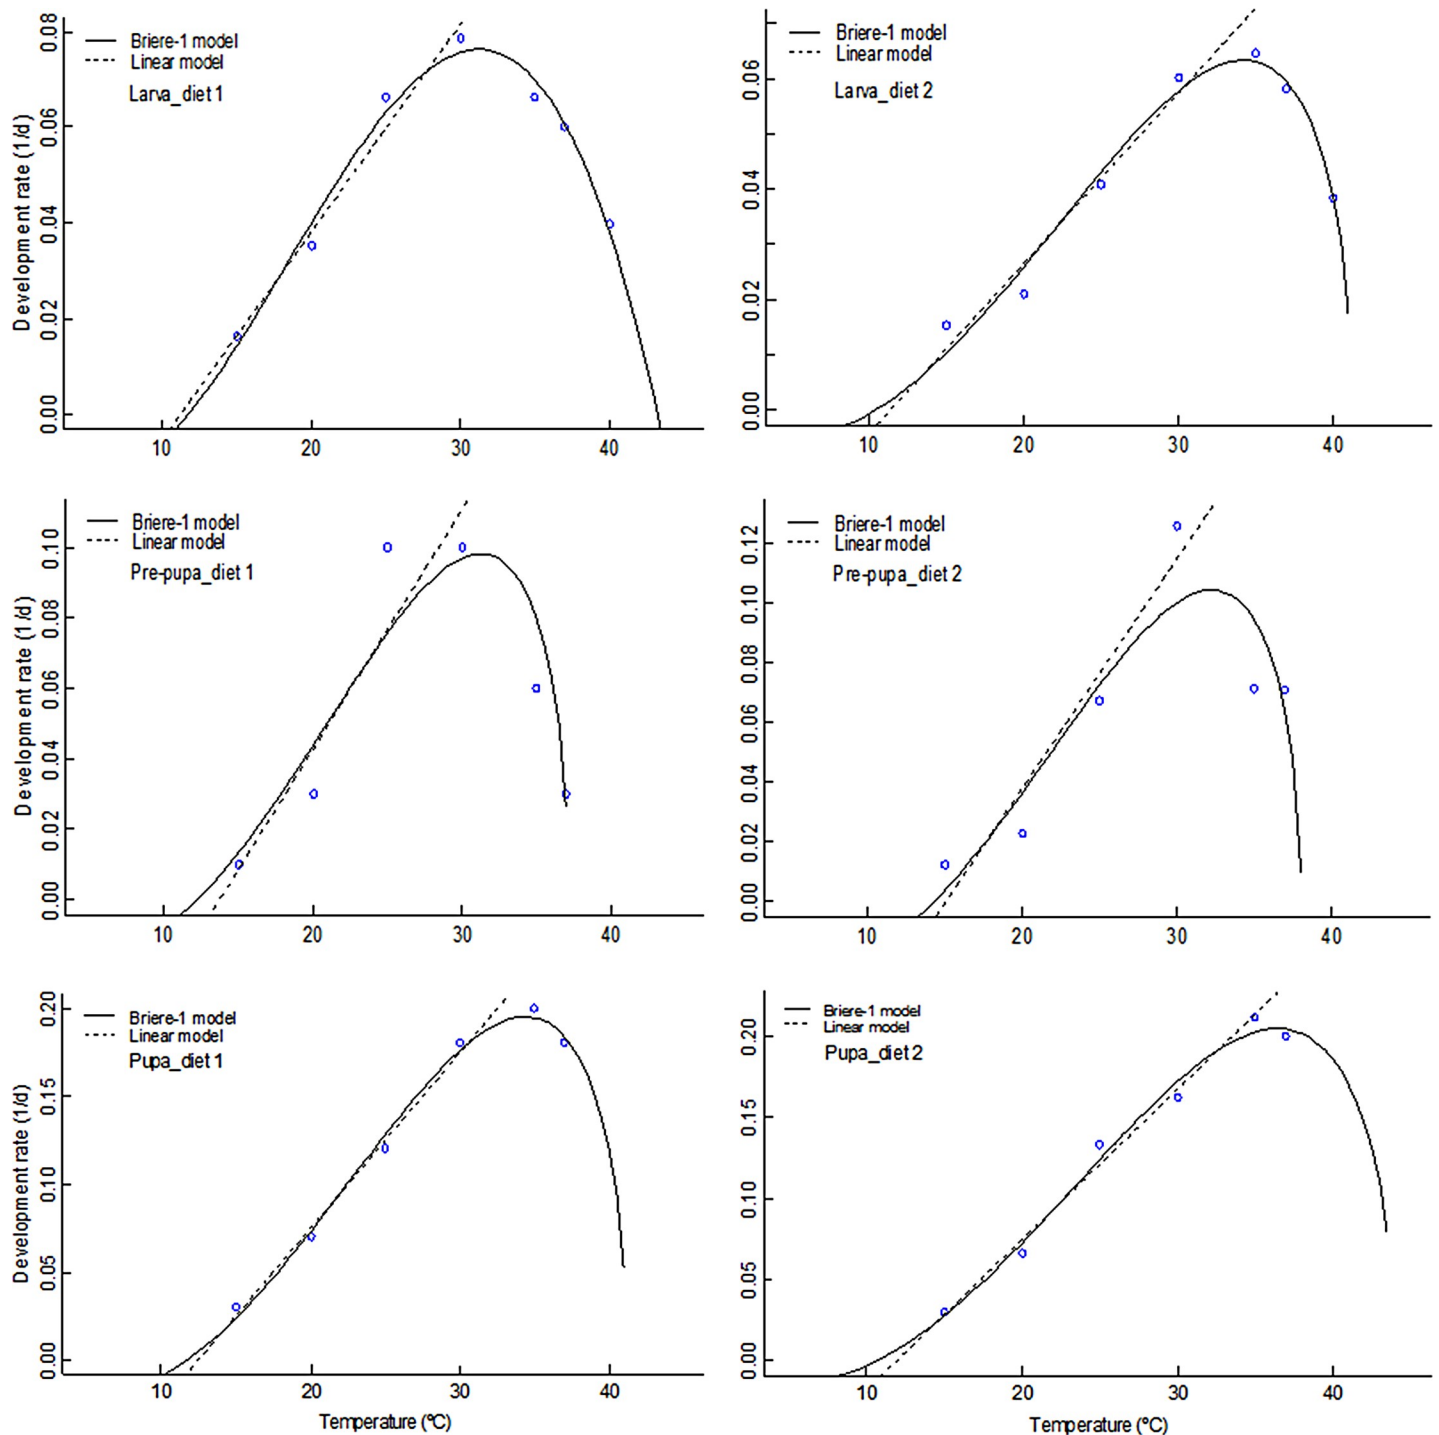 Briere-1 model
Linear model
Larva_diet 1
Development rate (1/d)
0.08
0.06
0.04
0.02
0.00
10 20 30 40
Briere-1 model
Linear model
Larva_diet 2
0.06
0.04
0.02
0.00
10 20 30 40
Briere-1 model
Linear model
Pre-pupa_diet 1
Development rate (1/d)
0.10
0.08
0.06
0.04
0.02
0.00
10 20 30 40
Briere-1 model
Linear model
Pre-pupa_diet 2
0.12
0.10
0.08
0.06
0.04
0.02
0.00
10 20 30 40
Briere-1 model
Linear model
Pupa_diet 1
Development rate (1/d)
0.20
0.15
0.10
0.05
0.00
10 20 30 40
Temperature (°C)
Briere-1 model
Linear model
Pupa_diet 2
0.20
0.15
0.10
0.05
0.00
10 20 30 40
Temperature (°C)